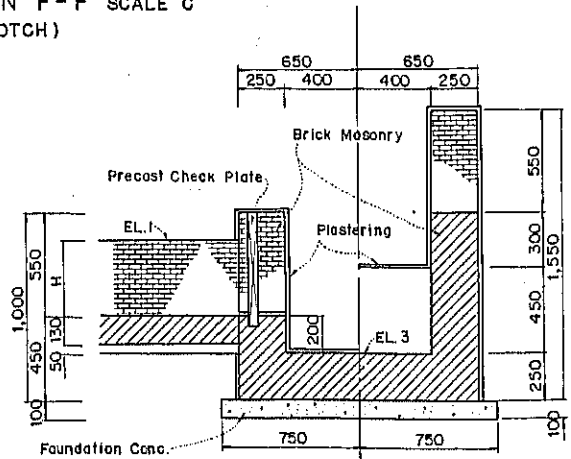 N F-F SCALE C
OTCH)
650 650
250 400 400 250
Brick Masonry
Precast Check Plate
EL.1
Plastering
550
300
1,550
450
250
100
1,000
550
H
130
450
50
100
200
EL.3
750 750
Foundation Conc.